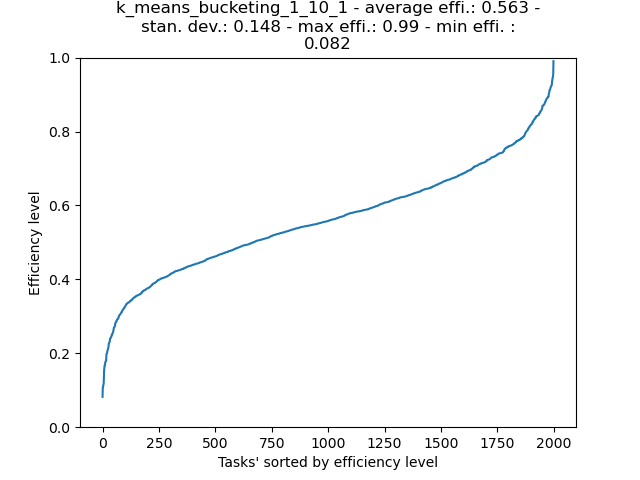 k_means_bucketing_1_10_1 - average effi.: 0.563 -
stan. dev.: 0.148 - max effi.: 0.99 - min effi. :
0.082
1.0
0.8
0.6
0.4
0.2
0.0
Efficiency level
0 250 500 750 1000 1250 1500 1750 2000
Tasks' sorted by efficiency level